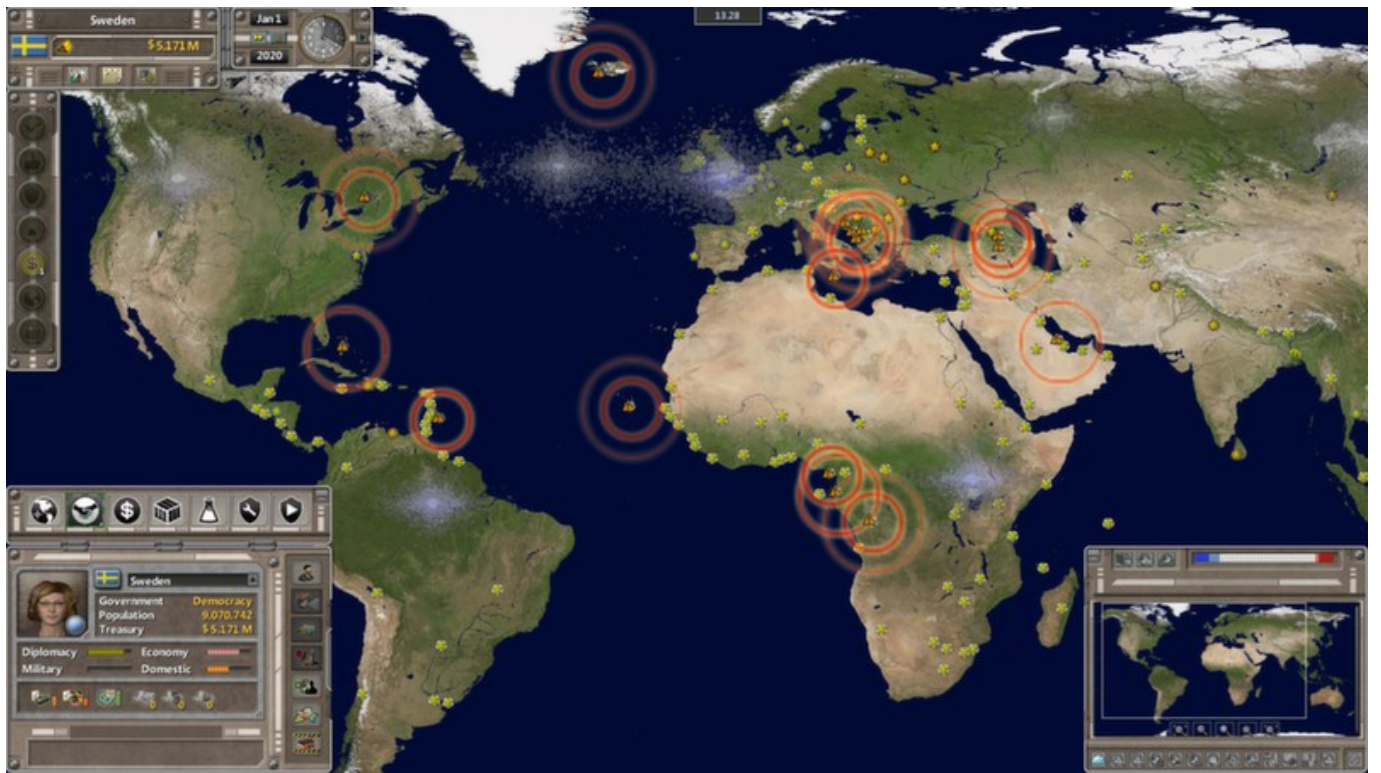 Sweden
$ 5,171 M
Jan 1
2020
13.28
1
Sweden
Government Democracy
Population 9,070,742
Treasury $ 5,171 M
Diplomacy Economy
Military Domestic